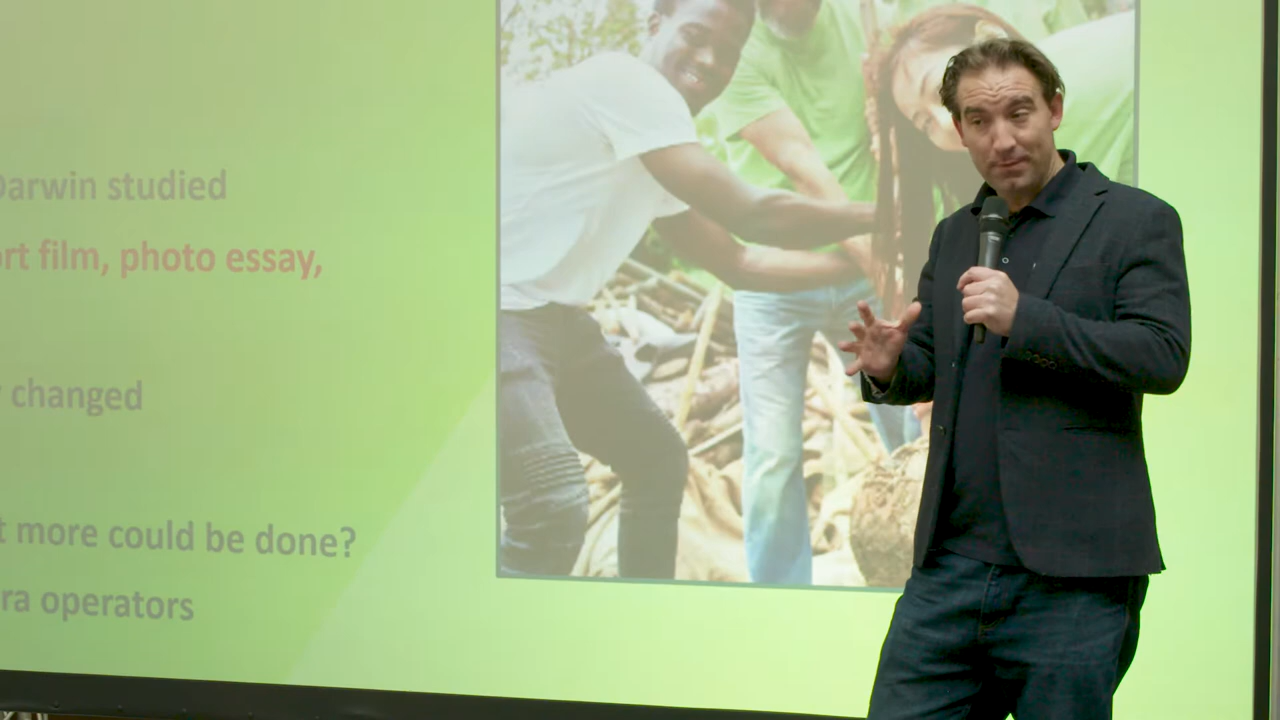 Darwin studied
rt film, photo essay,
changed
t more could be done?
ra operators